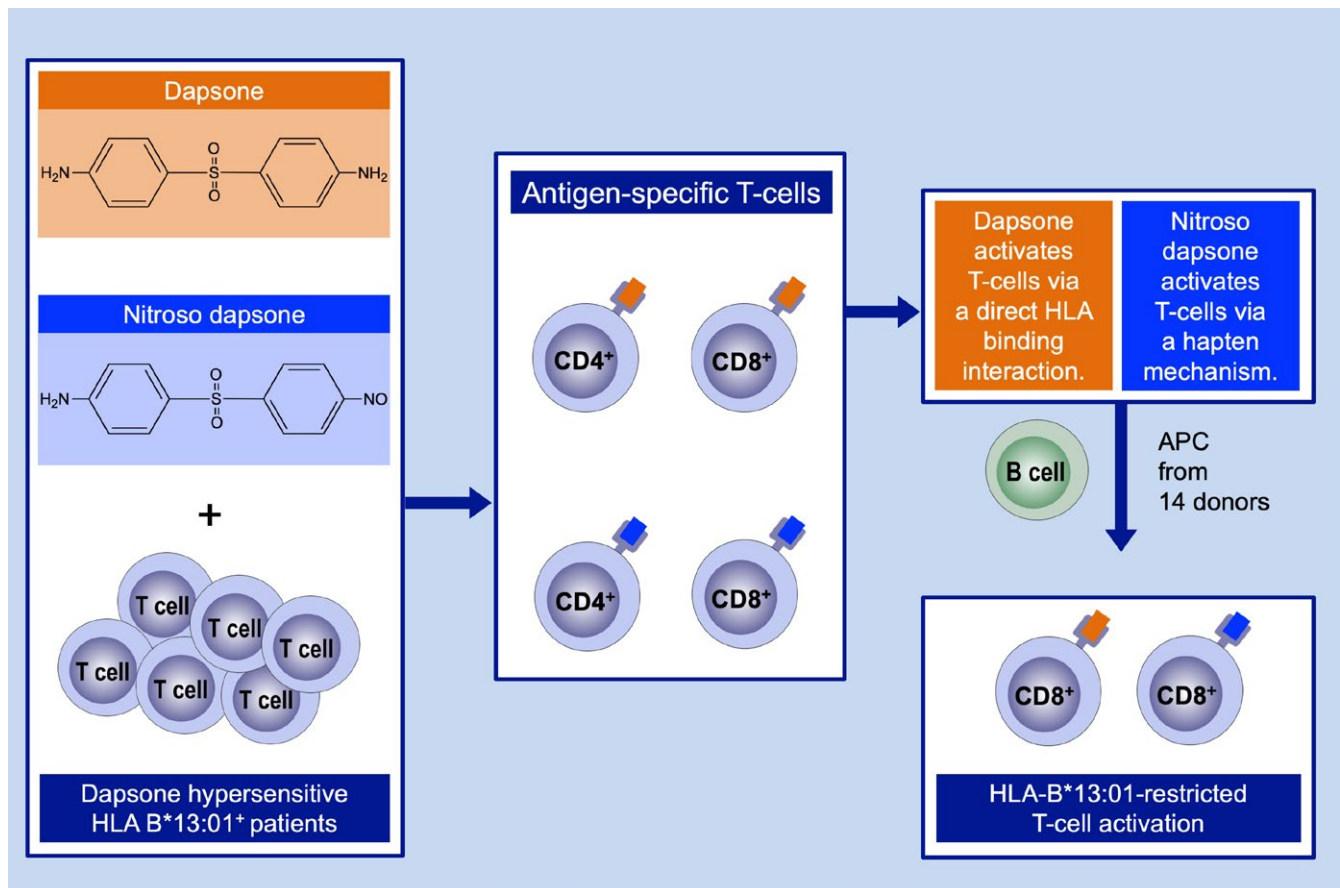 Dapsone
H₂N
O
S
O
NH₂
Nitroso dapsone
H₂N
O
S
O
NO
+
T cell
T cell
T cell
T cell
T cell
T cell
Dapsone hypersensitive
HLA B*13:01⁺ patients
Antigen-specific T-cells
CD4⁺
CD8⁺
CD4⁺
CD8⁺
Dapsone
activates
T-cells via
a direct HLA
binding
interaction.
Nitroso
dapsone
activates
T-cells via
a hapten
mechanism.
B cell
APC
from
14 donors
CD8⁺
CD8⁺
HLA-B*13:01-restricted
T-cell activation